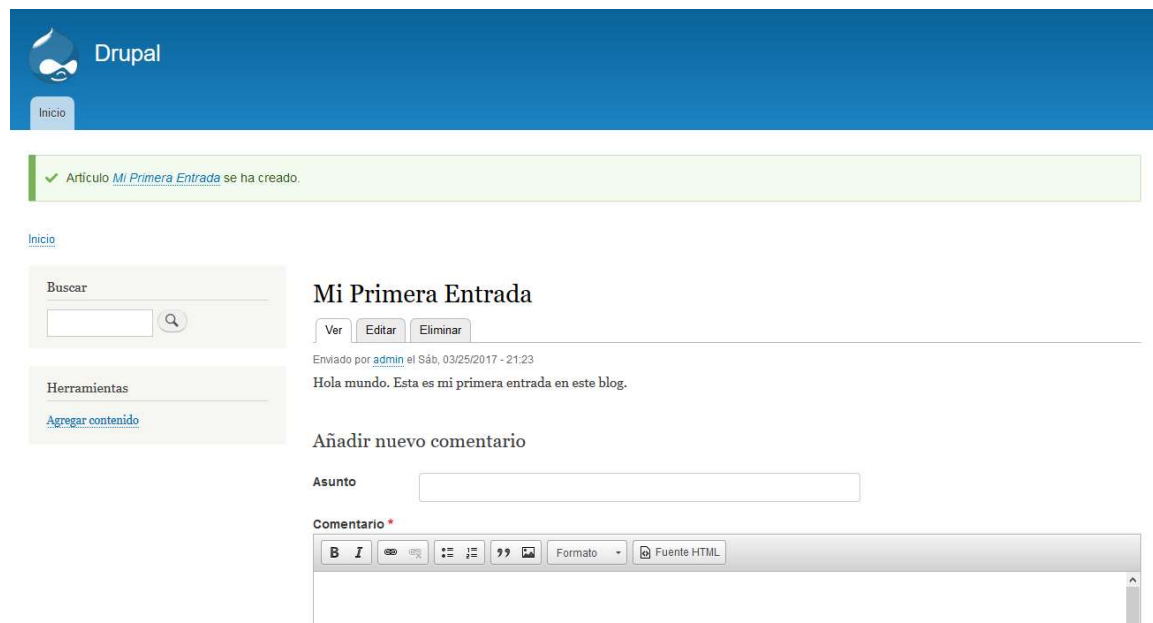 Drupal
Inicio
Artículo Mi Primera Entrada se ha creado.
Inicio
Buscar
Herramientas
Agregar contenido
Mi Primera Entrada
Ver Editar Eliminar
Enviado por admin el Sáb, 03/25/2017 - 21:23
Hola mundo. Esta es mi primera entrada en este blog.
Añadir nuevo comentario
Asunto
Comentario *
B I Formato Fuente HTML